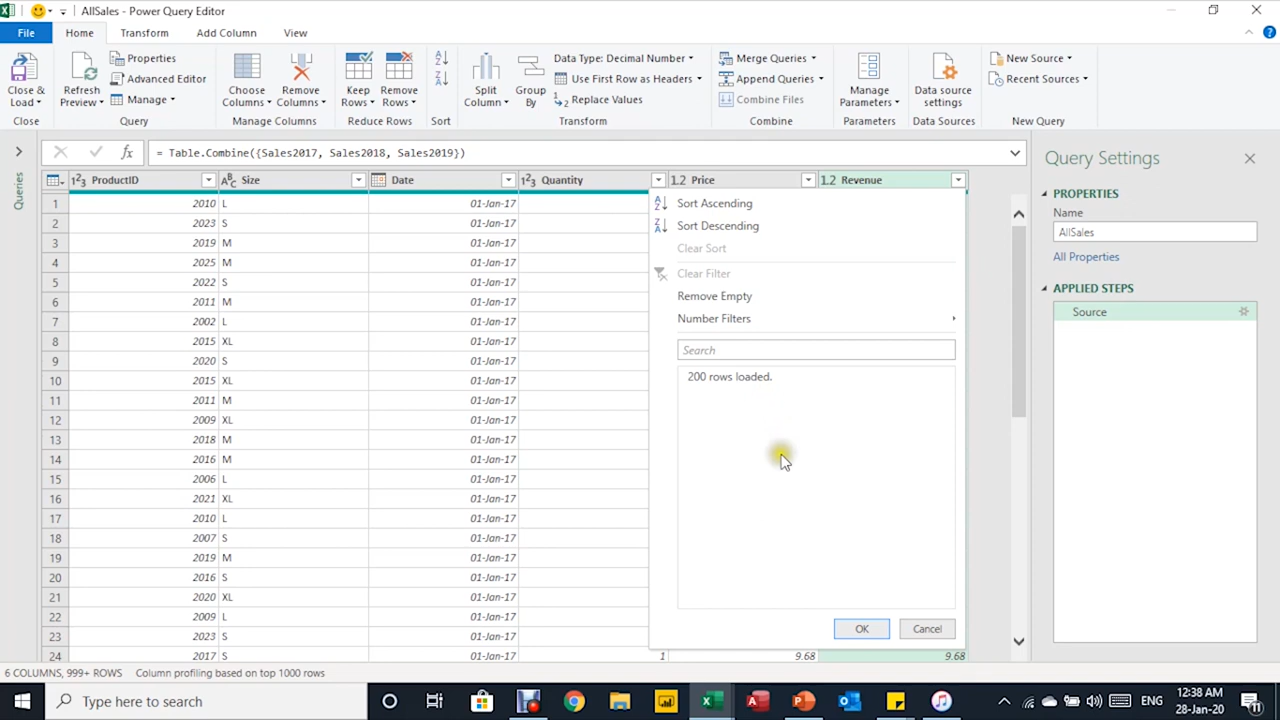 AllSales - Power Query Editor
File
Home
Transform
Add Column
View
Close & Load
Close
Refresh Preview
Properties
Advanced Editor
Manage
Query
Choose Columns
Remove Columns
Manage Columns
Keep Rows
Remove Rows
Reduce Rows
Sort
Split Column
Group By
Data Type: Decimal Number
Use First Row as Headers
Replace Values
Transform
Merge Queries
Append Queries
Combine Files
Combine
Manage Parameters
Parameters
Data source settings
Data Sources
New Source
Recent Sources
New Query
Queries
= Table.Combine({Sales2017, Sales2018, Sales2019})
ProductID Size Date Quantity 1.2 Price 1.2 Revenue
1 2010 L 01-Jan-17
2 2023 S 01-Jan-17
3 2019 M 01-Jan-17
4 2025 M 01-Jan-17
5 2022 S 01-Jan-17
6 2011 M 01-Jan-17
7 2002 L 01-Jan-17
8 2015 XL 01-Jan-17
9 2020 S 01-Jan-17
10 2015 XL 01-Jan-17
11 2011 M 01-Jan-17
12 2009 XL 01-Jan-17
13 2018 M 01-Jan-17
14 2016 M 01-Jan-17
15 2006 L 01-Jan-17
16 2021 XL 01-Jan-17
17 2010 L 01-Jan-17
18 2007 S 01-Jan-17
19 2019 M 01-Jan-17
20 2016 S 01-Jan-17
21 2020 XL 01-Jan-17
22 2009 L 01-Jan-17
23 2023 S 01-Jan-17
24 2017 S 01-Jan-17 1 9.68 9.68
Sort Ascending
Sort Descending
Clear Sort
Clear Filter
Remove Empty
Number Filters
Search
200 rows loaded.
OK
Cancel
Query Settings
PROPERTIES
Name
AllSales
All Properties
APPLIED STEPS
Source
6 COLUMNS, 999+ ROWS
Column profiling based on top 1000 rows
Type here to search
ENG
12:38 AM
28-Jan-20